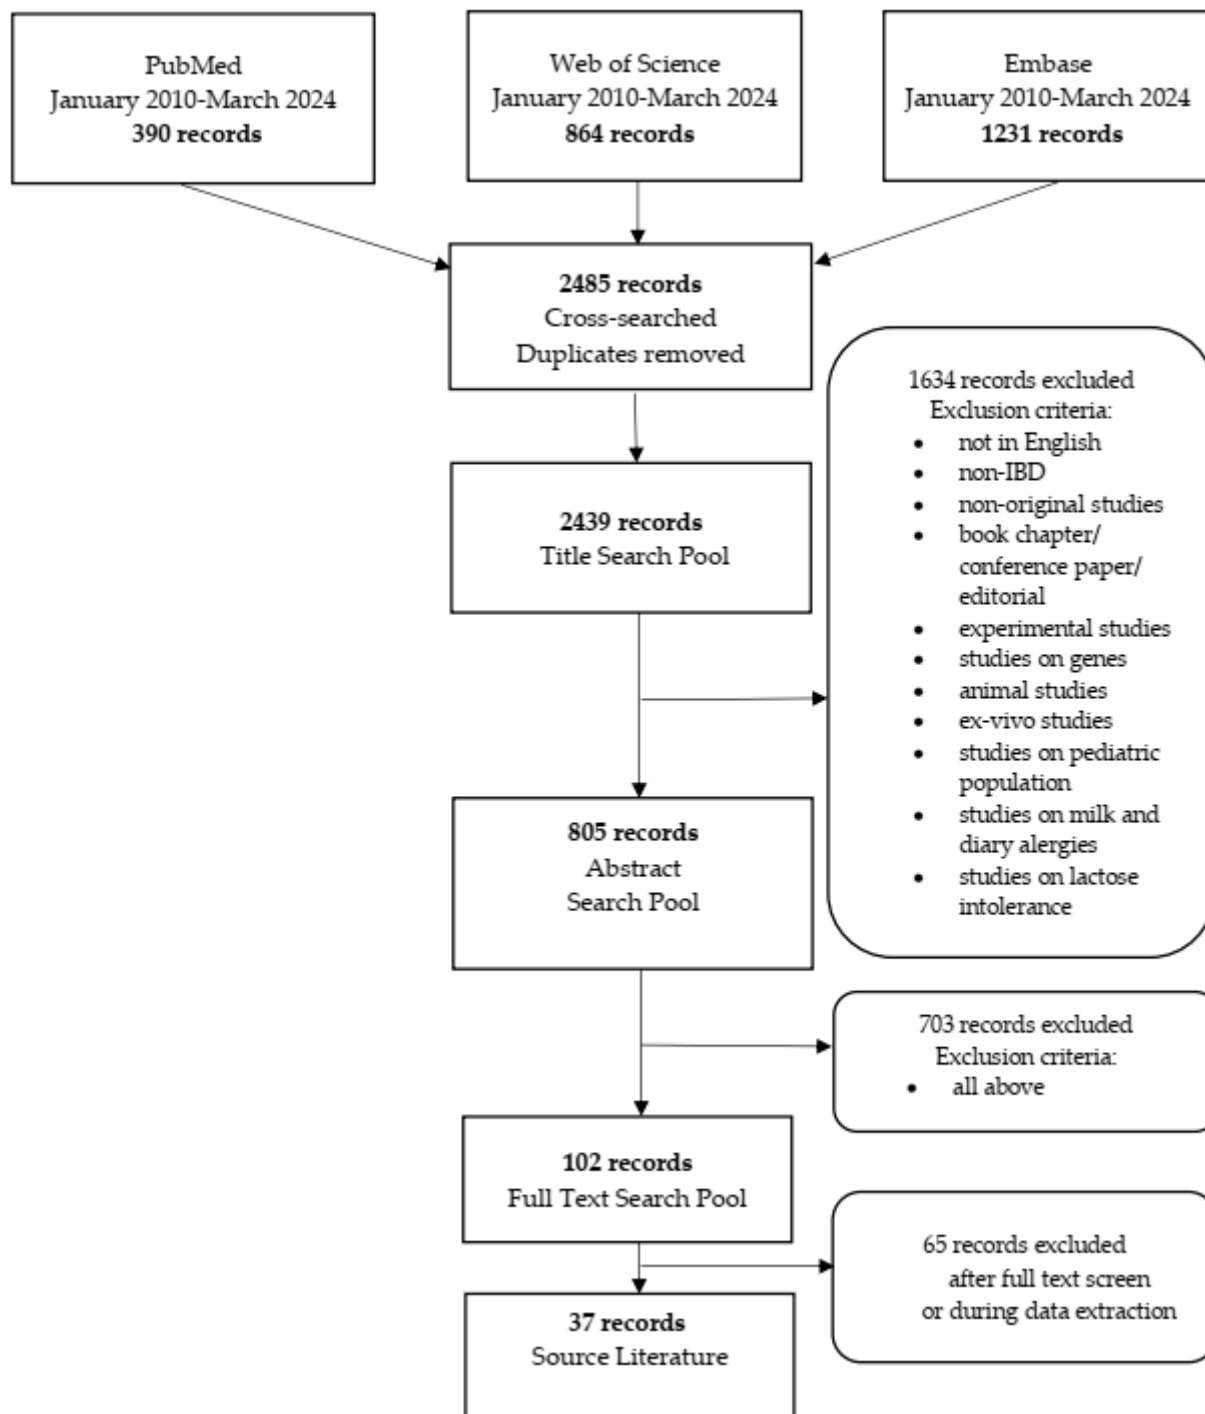 PubMed
January 2010-March 2024
390 records
Web of Science
January 2010-March 2024
864 records
Embase
January 2010-March 2024
1231 records
2485 records
Cross-searched
Duplicates removed
2439 records
Title Search Pool
1634 records excluded
Exclusion criteria:
• not in English
• non-IBD
• non-original studies
• book chapter/
conference paper/
editorial
• experimental studies
• studies on genes
• animal studies
• ex-vivo studies
• studies on pediatric
population
• studies on milk and
diary alergies
• studies on lactose
intolerance
805 records
Abstract
Search Pool
703 records excluded
Exclusion criteria:
• all above
102 records
Full Text Search Pool
65 records excluded
after full text screen
or during data extraction
37 records
Source Literature